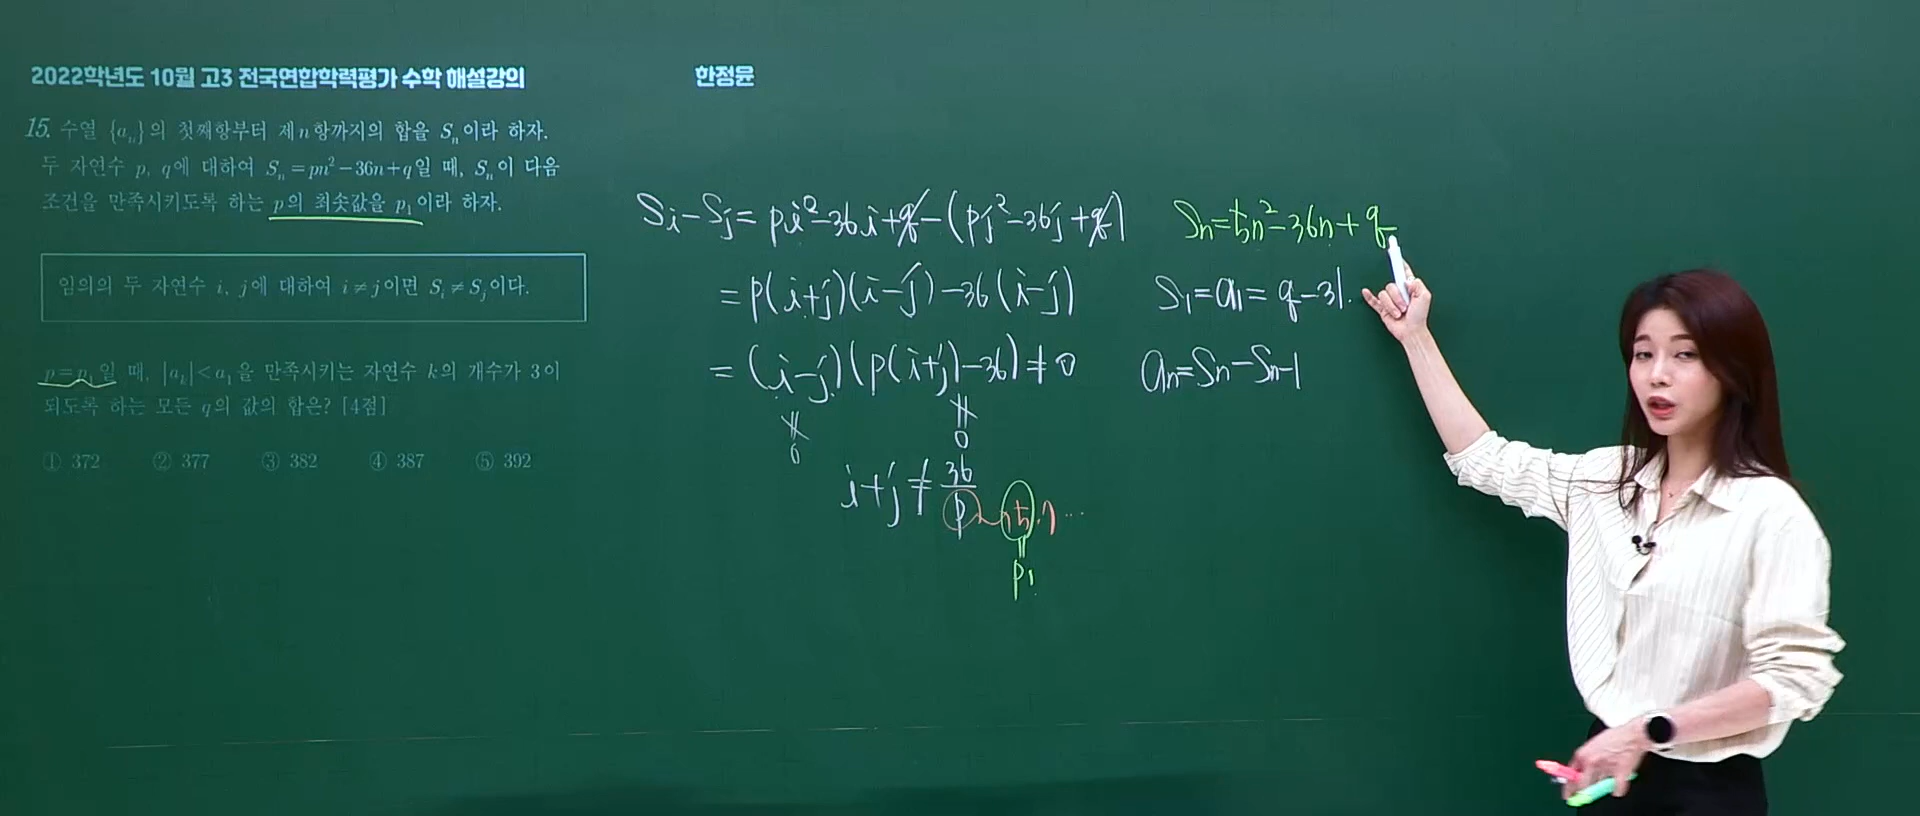 2022학년도 10월 고3 전국연합학력평가 수학 해설강의
한정윤
15. 수열 {aₙ}의 첫째항부터 제n항까지의 합을 Sₙ이라 하자.
두 자연수 p, q에 대하여 Sₙ=pn²-36n+q일 때, Sₙ이 다음
조건을 만족시키도록 하는 p의 최솟값을 p₁이라 하자.
임의의 두 자연수 i, j에 대하여 i≠j이면 Sᵢ≠Sⱼ이다.
p=p₁일 때, |aₖ|<a₁을 만족시키는 자연수 k의 개수가 3이
되도록 하는 모든 q의 값의 합은? [4점]
① 372 ② 377 ③ 382 ④ 387 ⑤ 392
Si-Sj=pi²-36i+q-(pj²-36j+q)
=p(i+j)(i-j)-36(i-j)
=(i-j)(p(i+j)-36)≠0
≠ ≠
0 0
i+j≠36/p 5.7...
=
p1
Sn=5n²-36n+q
S1=a1=q-31.
an=Sn-Sn-1